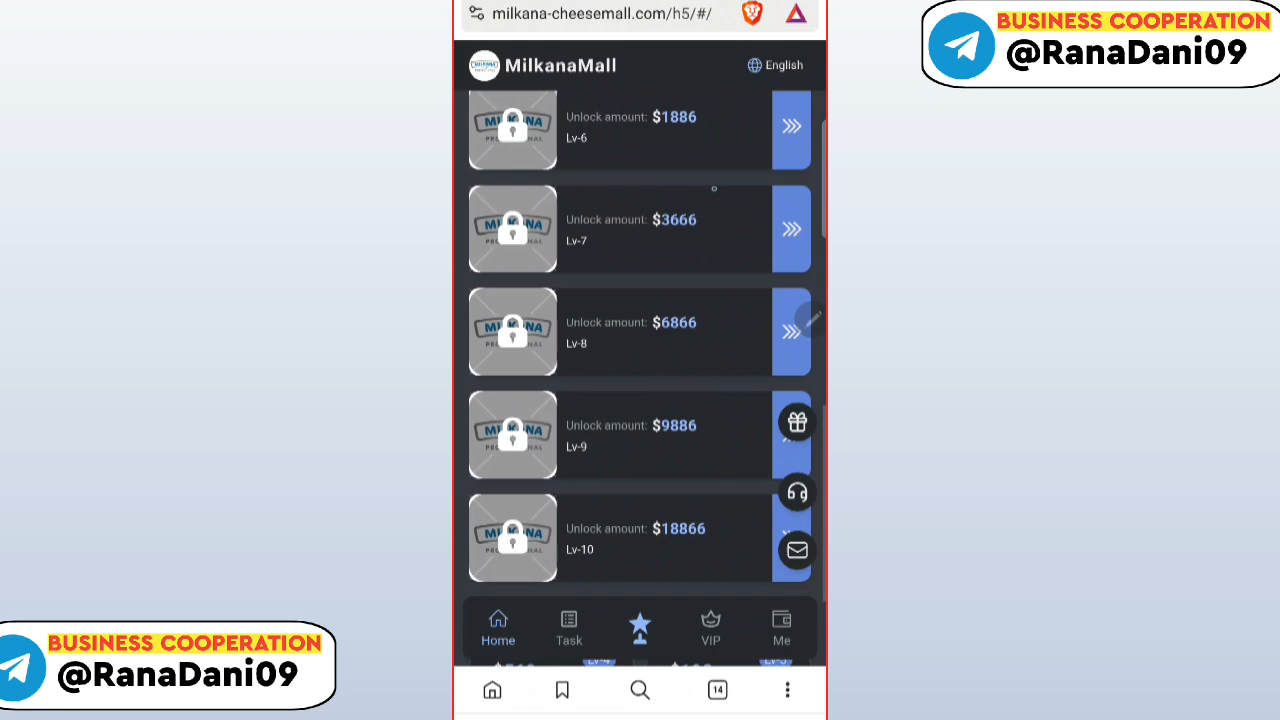 milkana-cheesemall.com/h5/#/
BUSINESS COOPERATION
@RanaDani09
MilkanaMall
English
Unlock amount: $1886
Lv-6
Unlock amount: $3666
Lv-7
Unlock amount: $6866
Lv-8
Unlock amount: $9886
Lv-9
Unlock amount: $18866
Lv-10
Home
Task
VIP
Me
14
BUSINESS COOPERATION
@RanaDani09